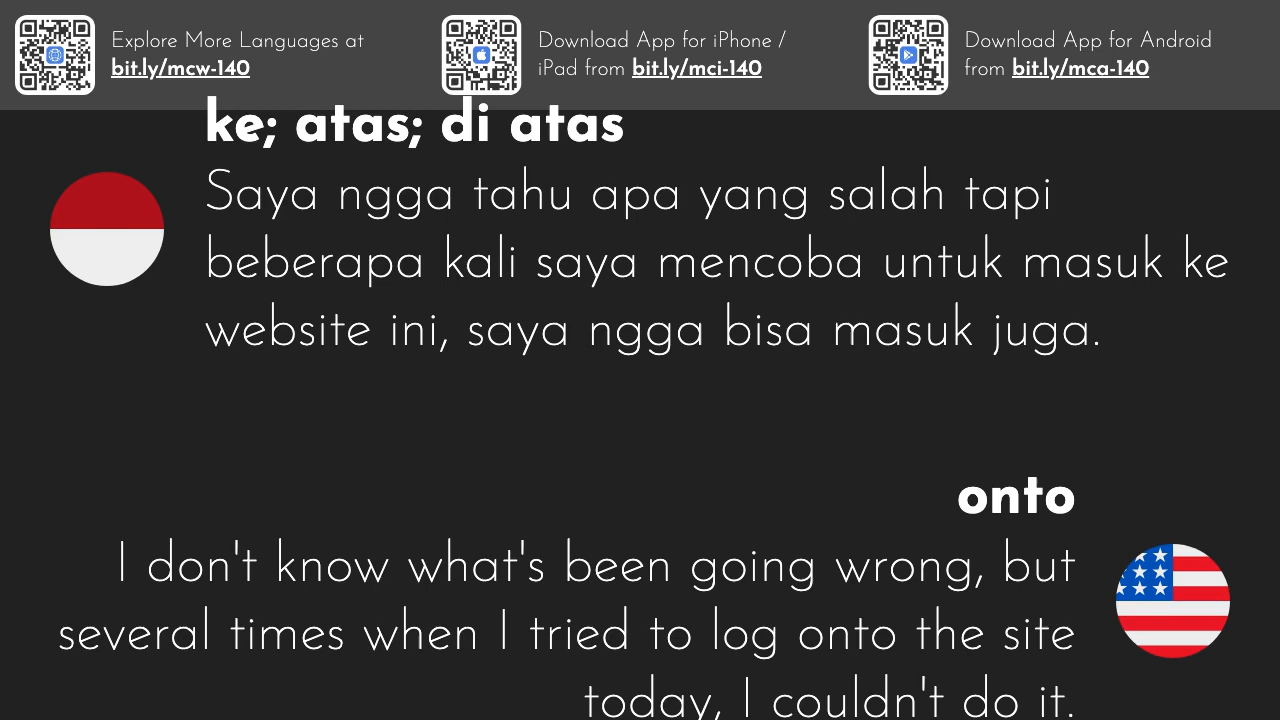 Explore More Languages at
bit.ly/mcw-140
Download App for iPhone /
iPad from bit.ly/mci-140
Download App for Android
from bit.ly/mca-140
ke; atas; di atas
Saya ngga tahu apa yang salah tapi
beberapa kali saya mencoba untuk masuk ke
website ini, saya ngga bisa masuk juga.
onto
I don't know what's been going wrong, but
several times when I tried to log onto the site
today, I couldn't do it.